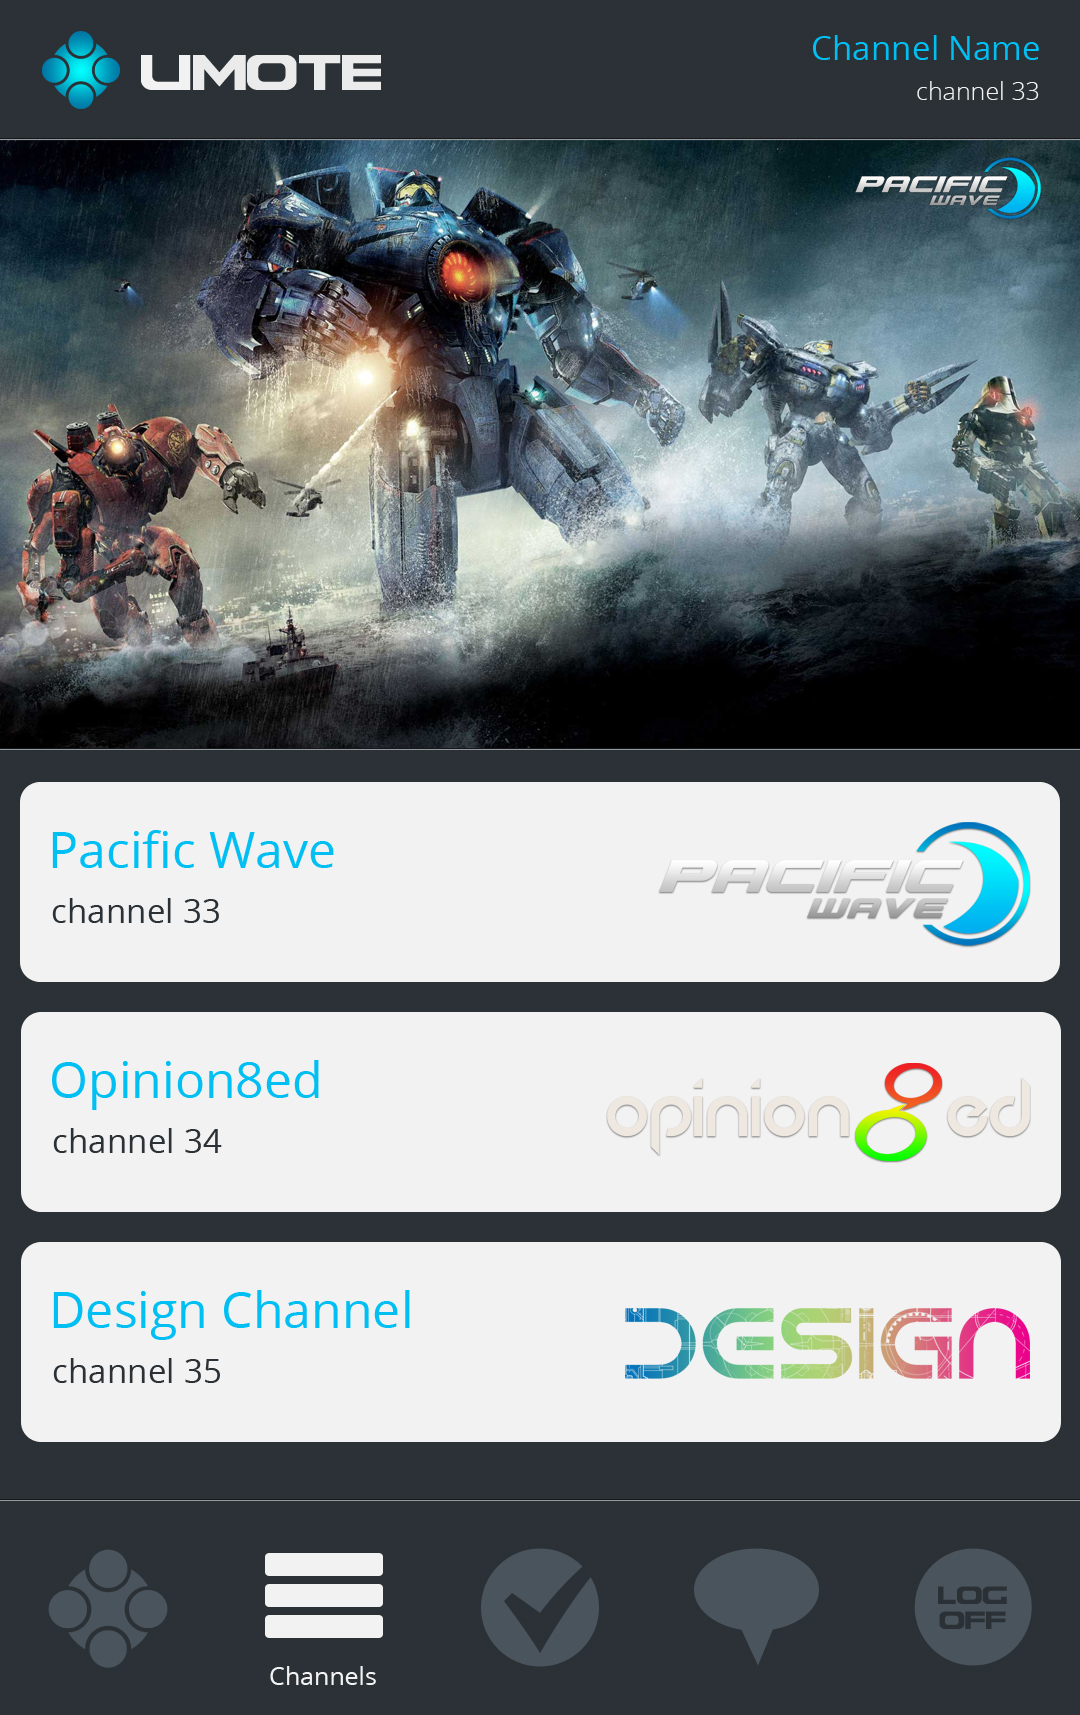 UMOTE
Channel Name
channel 33
PACIFIC
WAVE
Pacific Wave
channel 33
PACIFIC
WAVE
Opinion8ed
channel 34
opinion8ed
Design Channel
channel 35
DESIGN
Channels
LOG
OFF